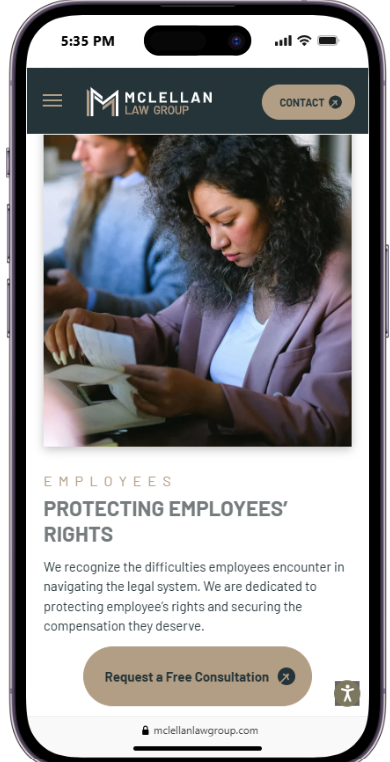 5:35 PM
MCLELLAN
LAW GROUP
CONTACT
EMPLOYEES
PROTECTING EMPLOYEES’
RIGHTS
We recognize the difficulties employees encounter in
navigating the legal system. We are dedicated to
protecting employee’s rights and securing the
compensation they deserve.
Request a Free Consultation
mclellanlawgroup.com